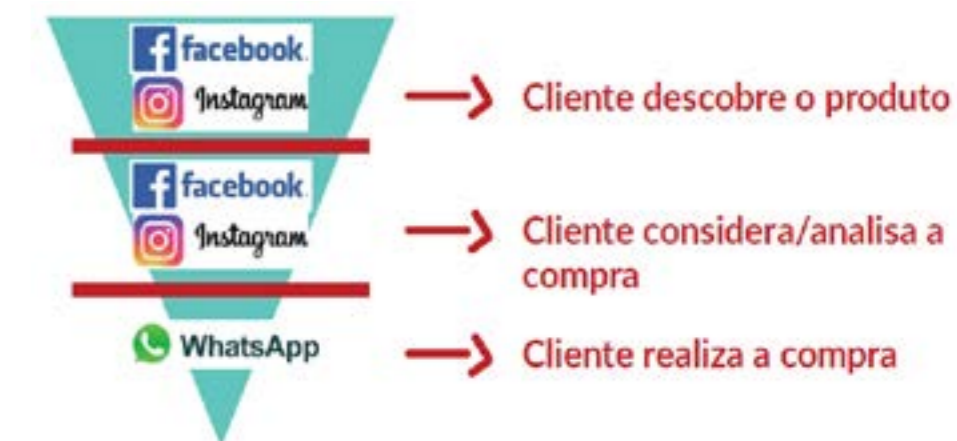 facebook.
Instagram
Cliente descobre o produto
facebook.
Instagram
Cliente considera/analisa a
compra
WhatsApp
Cliente realiza a compra